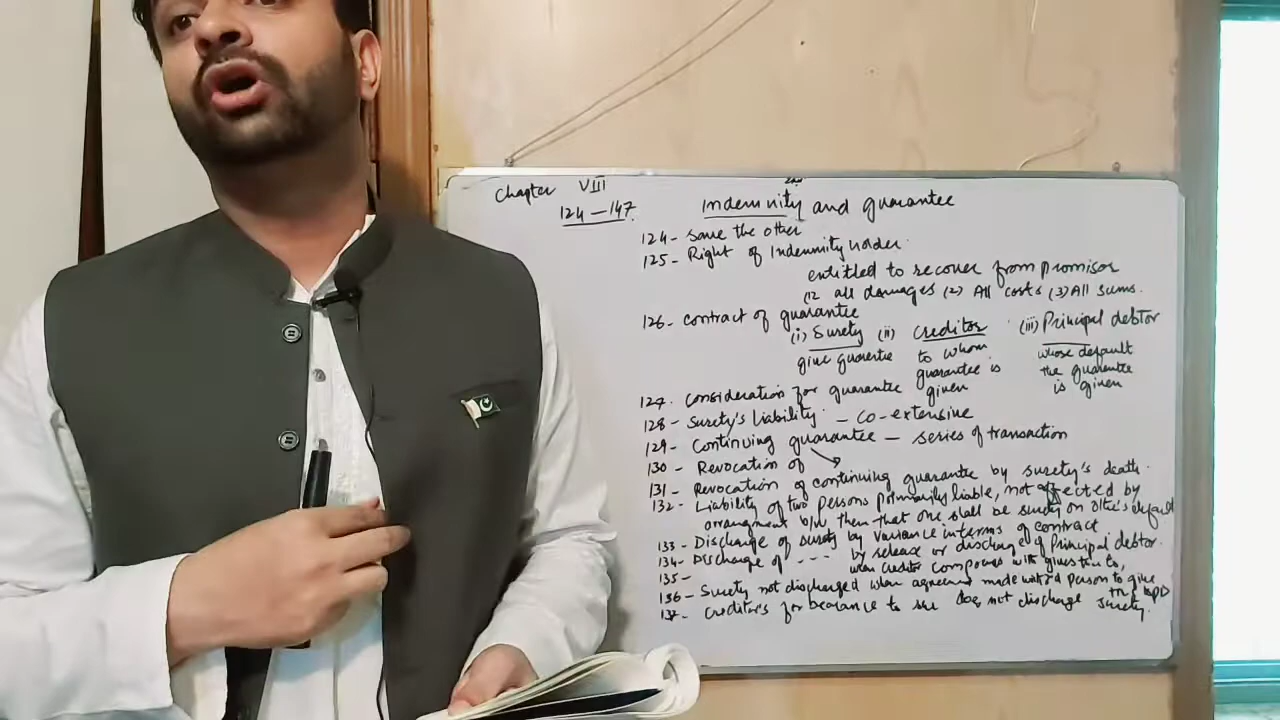 Chapter VIII
124 - 147
Indemnity and guarantee
124 - Save the other
125 - Right of Indemnity holder.
entitled to recover from promisor
(1) all damages (2) All costs (3) All sums.
126 - Contract of guarantee
(i) Surety (ii) Creditor (iii) Principal debtor
give guarantee to whom guarantee is given whose default the guarantee is given
127. Consideration for guarantee
128 - Surety's Liability - Co-extensive
129 - Continuing guarantee - series of transaction
130 - Revocation of
131 - Revocation of continuing guarantee by surety's death.
132 - Liability of two persons primarily liable, not affected by
arrangment b/w them that one shall be surety on other's default
133 - Discharge of surety by variance in terms of contract
134 - Discharge of - - - - by release or discharge of Principal debtor.
135 - when creditor compounds with, gives time to,
136 - Surety not discharged when agreement made with 3rd person to give
137 - Creditor's forbearance to sue does not discharge surety.